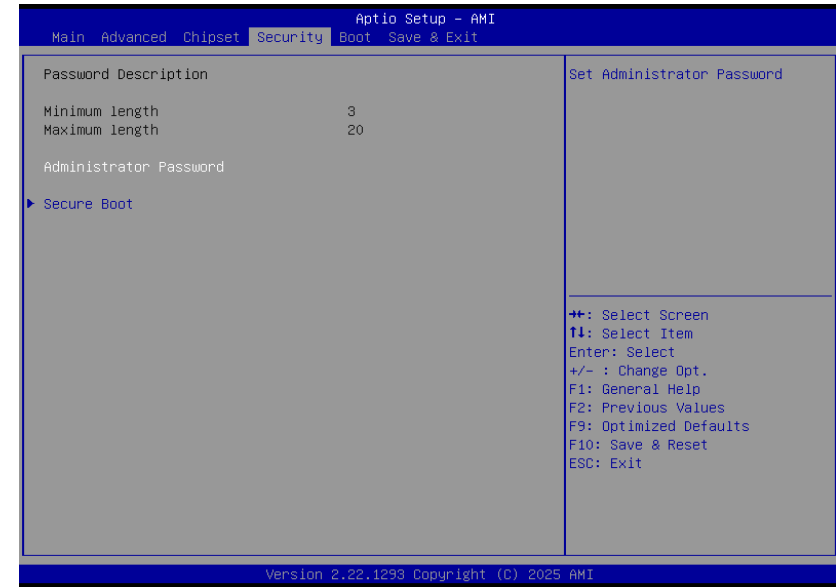 Aptio Setup – AMI
Main Advanced Chipset Security Boot Save & Exit
Password Description
Minimum length 3
Maximum length 20
Administrator Password
Secure Boot
Set Administrator Password
→←: Select Screen
↑↓: Select Item
Enter: Select
+/- : Change Opt.
F1: General Help
F2: Previous Values
F9: Optimized Defaults
F10: Save & Reset
ESC: Exit
Version 2.22.1293 Copyright (C) 2025 AMI